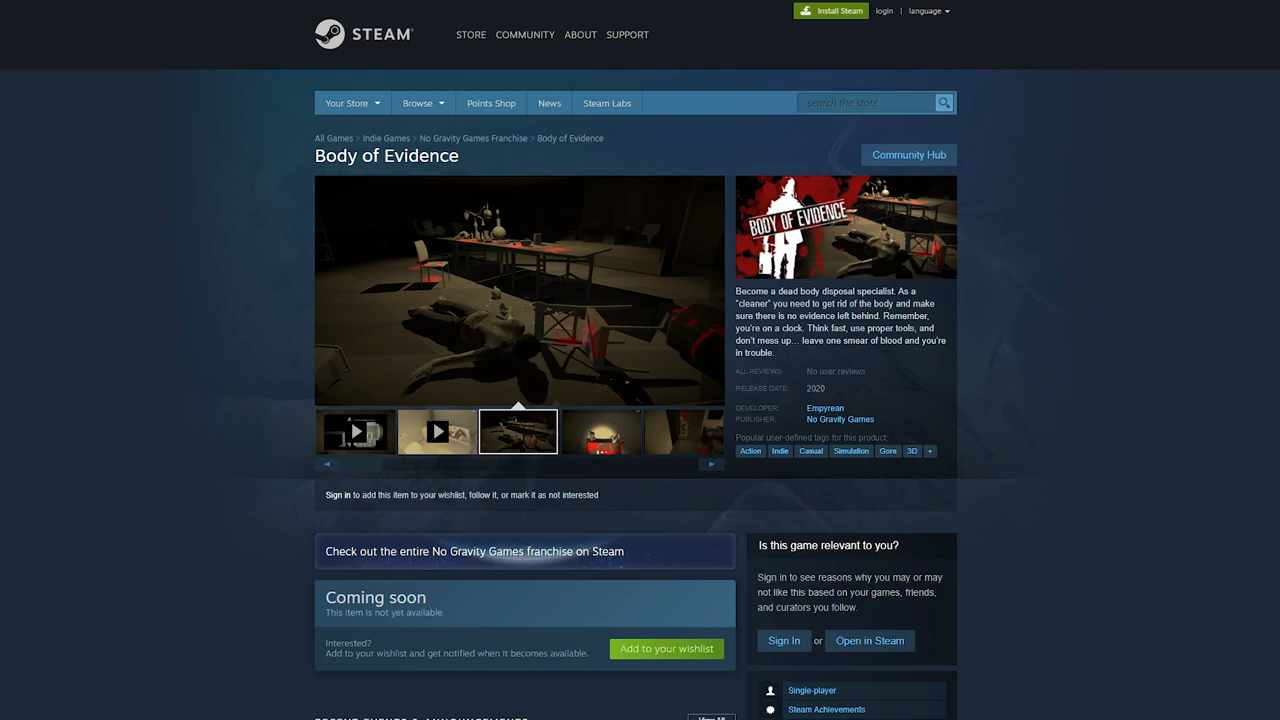 Install Steam
login | language
STEAM
STORE COMMUNITY ABOUT SUPPORT
Your Store Browse Points Shop News Steam Labs
search the store
All Games > Indie Games > No Gravity Games Franchise > Body of Evidence
Body of Evidence
Community Hub
BODY OF EVIDENCE
Become a dead body disposal specialist. As a
“cleaner” you need to get rid of the body and make
sure there is no evidence left behind. Remember,
you're on a clock. Think fast, use proper tools, and
don't mess up... leave one smear of blood and you're
in trouble.
ALL REVIEWS: No user reviews
RELEASE DATE: 2020
DEVELOPER: Empyrean
PUBLISHER: No Gravity Games
Popular user-defined tags for this product:
Action Indie Casual Simulation Gore 3D +
Sign in to add this item to your wishlist, follow it, or mark it as not interested
Check out the entire No Gravity Games franchise on Steam
Coming soon
This item is not yet available
Interested?
Add to your wishlist and get notified when it becomes available.
Add to your wishlist
Is this game relevant to you?
Sign in to see reasons why you may or may
not like this based on your games, friends,
and curators you follow.
Sign In or Open in Steam
Single-player
Steam Achievements
RECENT EVENTS & ANNOUNCEMENTS
View All